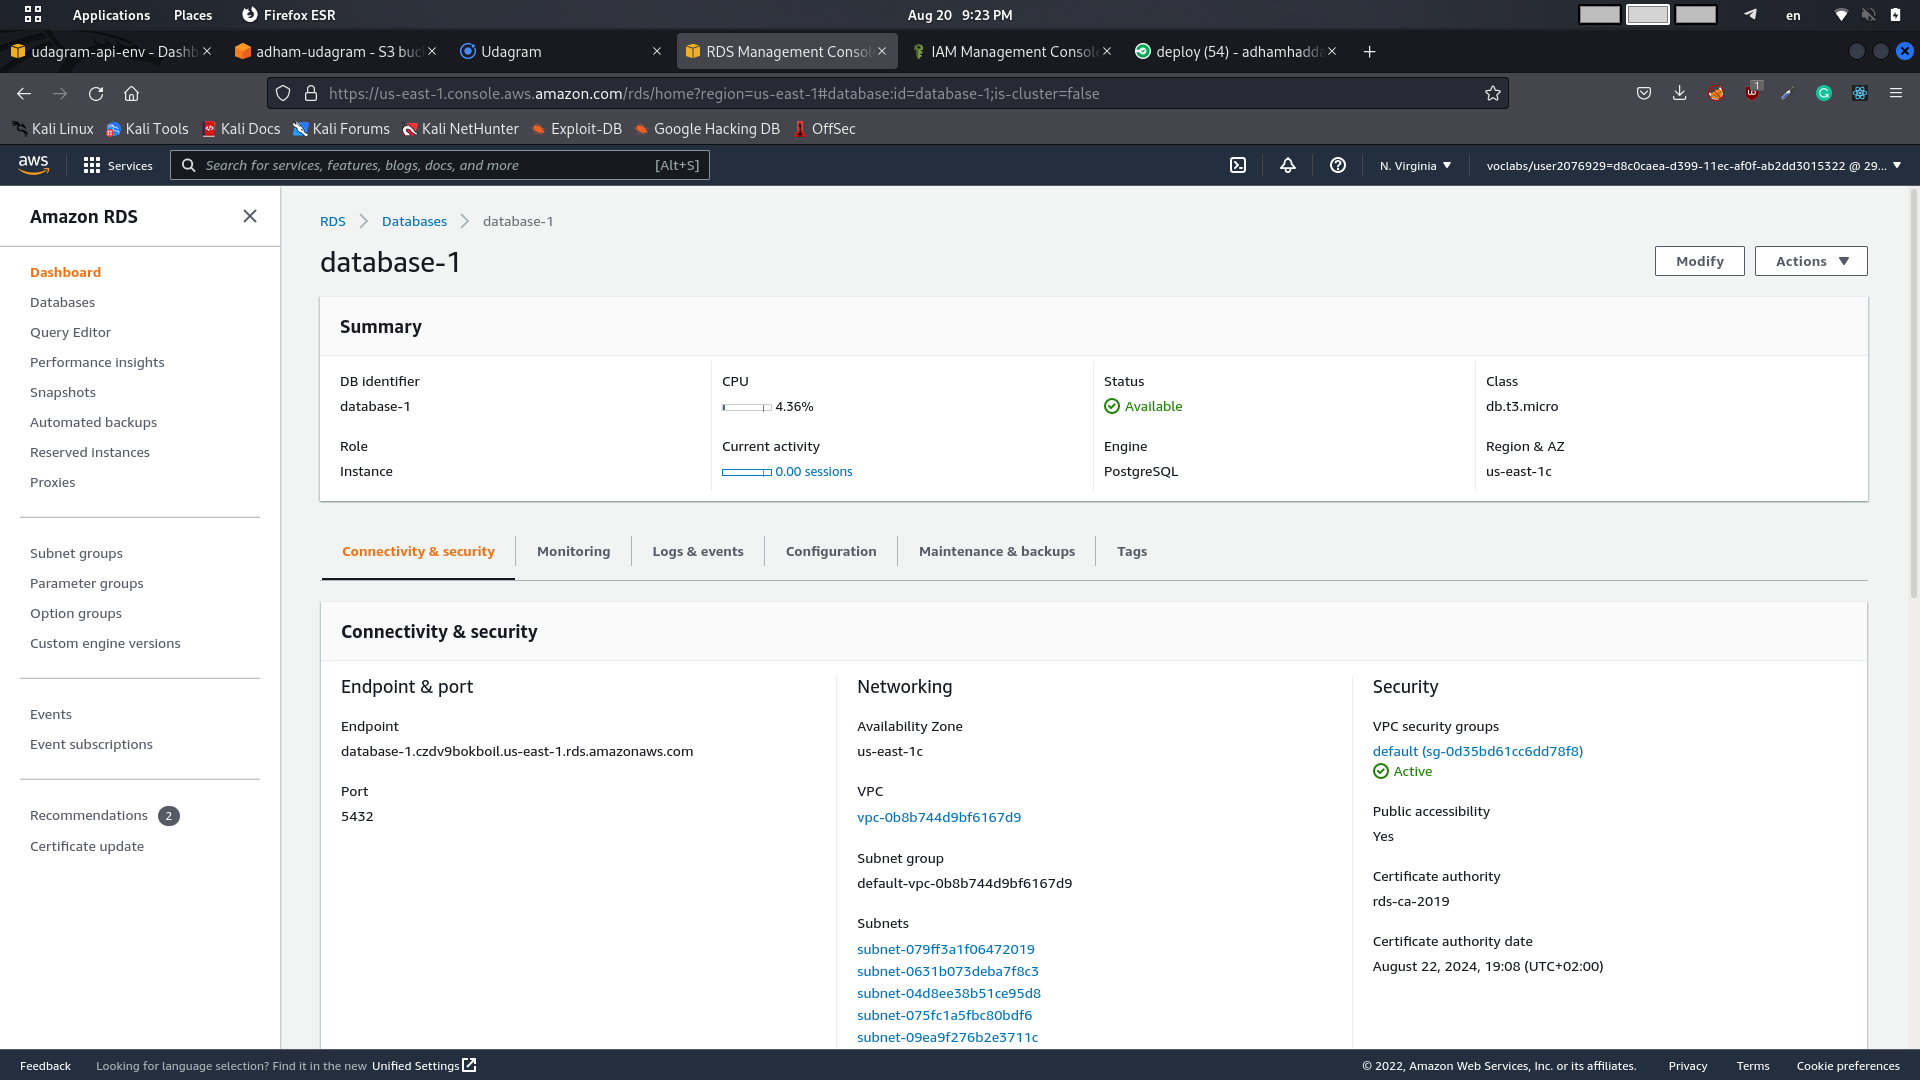 Applications Places Firefox ESR Aug 20 9:23 PM en
udagram-api-env - Dashb adham-udagram - S3 buc Udagram RDS Management Consol IAM Management Console deploy (54) - adhamhadda
https://us-east-1.console.aws.amazon.com/rds/home?region=us-east-1#database:id=database-1;is-cluster=false 1
Kali Linux Kali Tools Kali Docs Kali Forums Kali NetHunter Exploit-DB Google Hacking DB OffSec
aws Services Search for services, features, blogs, docs, and more [Alt+S] N. Virginia voclabs/user2076929=d8c0caea-d399-11ec-af0f-ab2dd3015322 @ 29...
Amazon RDS
Dashboard
Databases
Query Editor
Performance insights
Snapshots
Automated backups
Reserved instances
Proxies
Subnet groups
Parameter groups
Option groups
Custom engine versions
Events
Event subscriptions
Recommendations 2
Certificate update
RDS Databases database-1
database-1
Modify Actions
Summary
DB identifier
database-1
Role
Instance
CPU
4.36%
Current activity
0.00 sessions
Status
Available
Engine
PostgreSQL
Class
db.t3.micro
Region & AZ
us-east-1c
Connectivity & security Monitoring Logs & events Configuration Maintenance & backups Tags
Connectivity & security
Endpoint & port
Endpoint
database-1.czdv9bokboil.us-east-1.rds.amazonaws.com
Port
5432
Networking
Availability Zone
us-east-1c
VPC
vpc-0b8b744d9bf6167d9
Subnet group
default-vpc-0b8b744d9bf6167d9
Subnets
subnet-079ff3a1f06472019
subnet-0631b073deba7f8c3
subnet-04d8ee38b51ce95d8
subnet-075fc1a5fbc80bdf6
subnet-09ea9f276b2e3711c
Security
VPC security groups
default (sg-0d35bd61cc6dd78f8)
Active
Public accessibility
Yes
Certificate authority
rds-ca-2019
Certificate authority date
August 22, 2024, 19:08 (UTC+02:00)
Feedback Looking for language selection? Find it in the new Unified Settings © 2022, Amazon Web Services, Inc. or its affiliates. Privacy Terms Cookie preferences